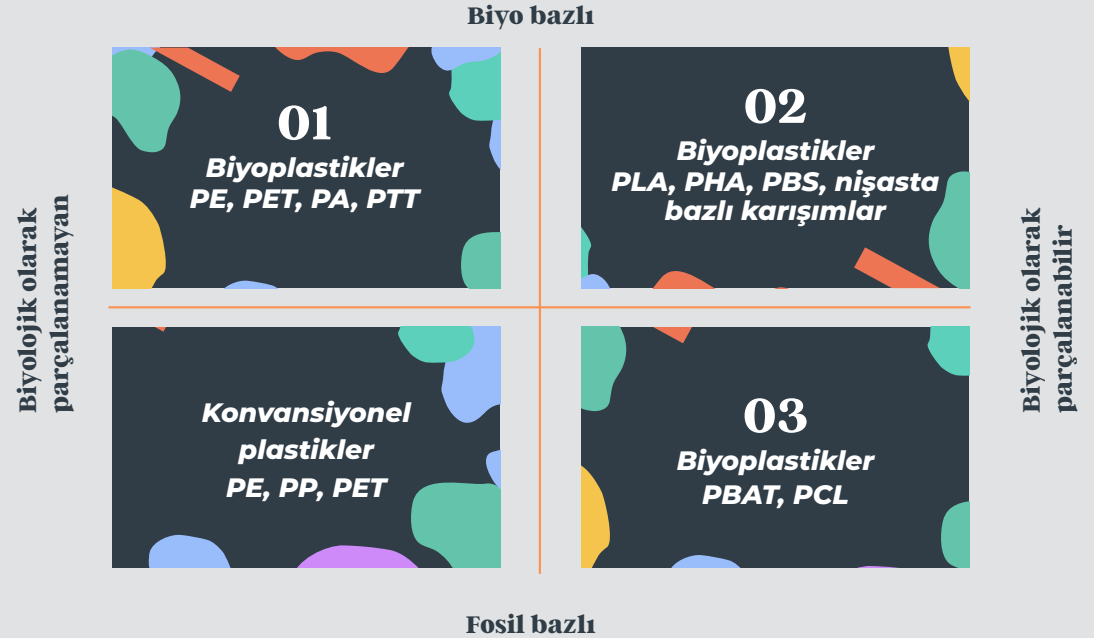 Biyo bazlı
Biyolojik olarak
parçalanamayan
01
Biyoplastikler
PE, PET, PA, PTT
02
Biyoplastikler
PLA, PHA, PBS, nişasta
bazlı karışımlar
Biyolojik olarak
parçalanabilir
Konvansiyonel
plastikler
PE, PP, PET
03
Biyoplastikler
PBAT, PCL
Fosil bazlı